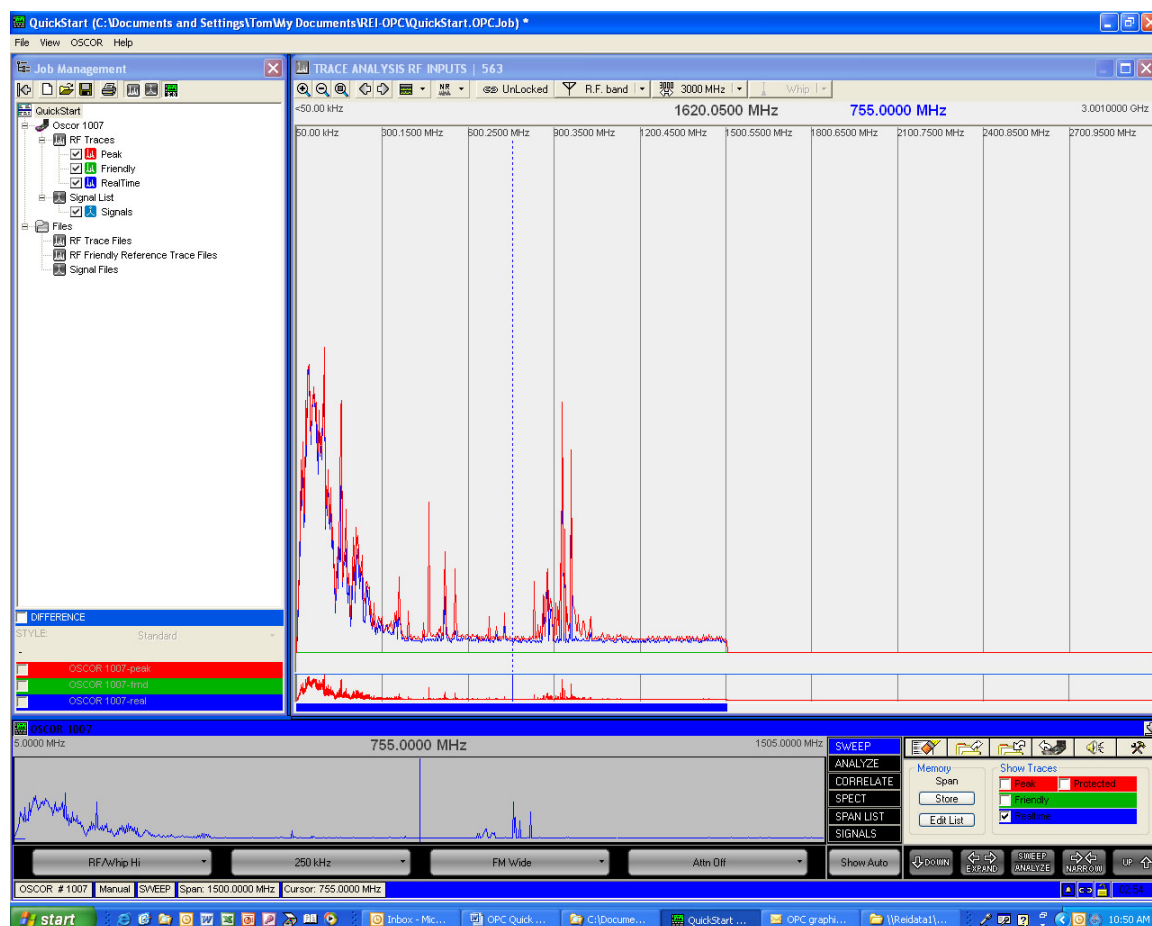 QuickStart (C:\Documents and Settings\Tom\My Documents\REI-OPC\QuickStart.OPCJob) *
File View OSCOR Help
Job Management
TRACE ANALYSIS RF INPUTS | 563
UnLocked R.F. band 3000 MHz Whip
<50.00 kHz 1620.0500 MHz 755.0000 MHz 3.0010000 GHz
50.00 kHz 300.1500 MHz 600.2500 MHz 900.3500 MHz 1200.4500 MHz 1500.5500 MHz 1800.6500 MHz 2100.7500 MHz 2400.8500 MHz 2700.9500 MHz
QuickStart
Oscor 1007
RF Traces
Peak
Friendly
RealTime
Signal List
Signals
Files
RF Trace Files
RF Friendly Reference Trace Files
Signal Files
DIFFERENCE
STYLE: Standard
-
OSCOR 1007-peak
OSCOR 1007-frnd
OSCOR 1007-real
OSCOR 1007
5.0000 MHz 755.0000 MHz 1505.0000 MHz
SWEEP
ANALYZE
CORRELATE
SPECT
SPAN LIST
SIGNALS
Memory
Span
Store
Edit List
Show Traces
Peak Protected
Friendly
Realtime
RF/Whip Hi 250 kHz FM Wide Attn Off Show Auto
DOWN EXPAND SWEEP ANALYZE NARROW UP
OSCOR # 1007 Manual SWEEP Span: 1500.0000 MHz Cursor: 755.0000 MHz 02:54
start Inbox - Mic... OPC Quick ... C:\Docume... QuickStart ... OPC graphi... \\Reidata1\... 10:50 AM